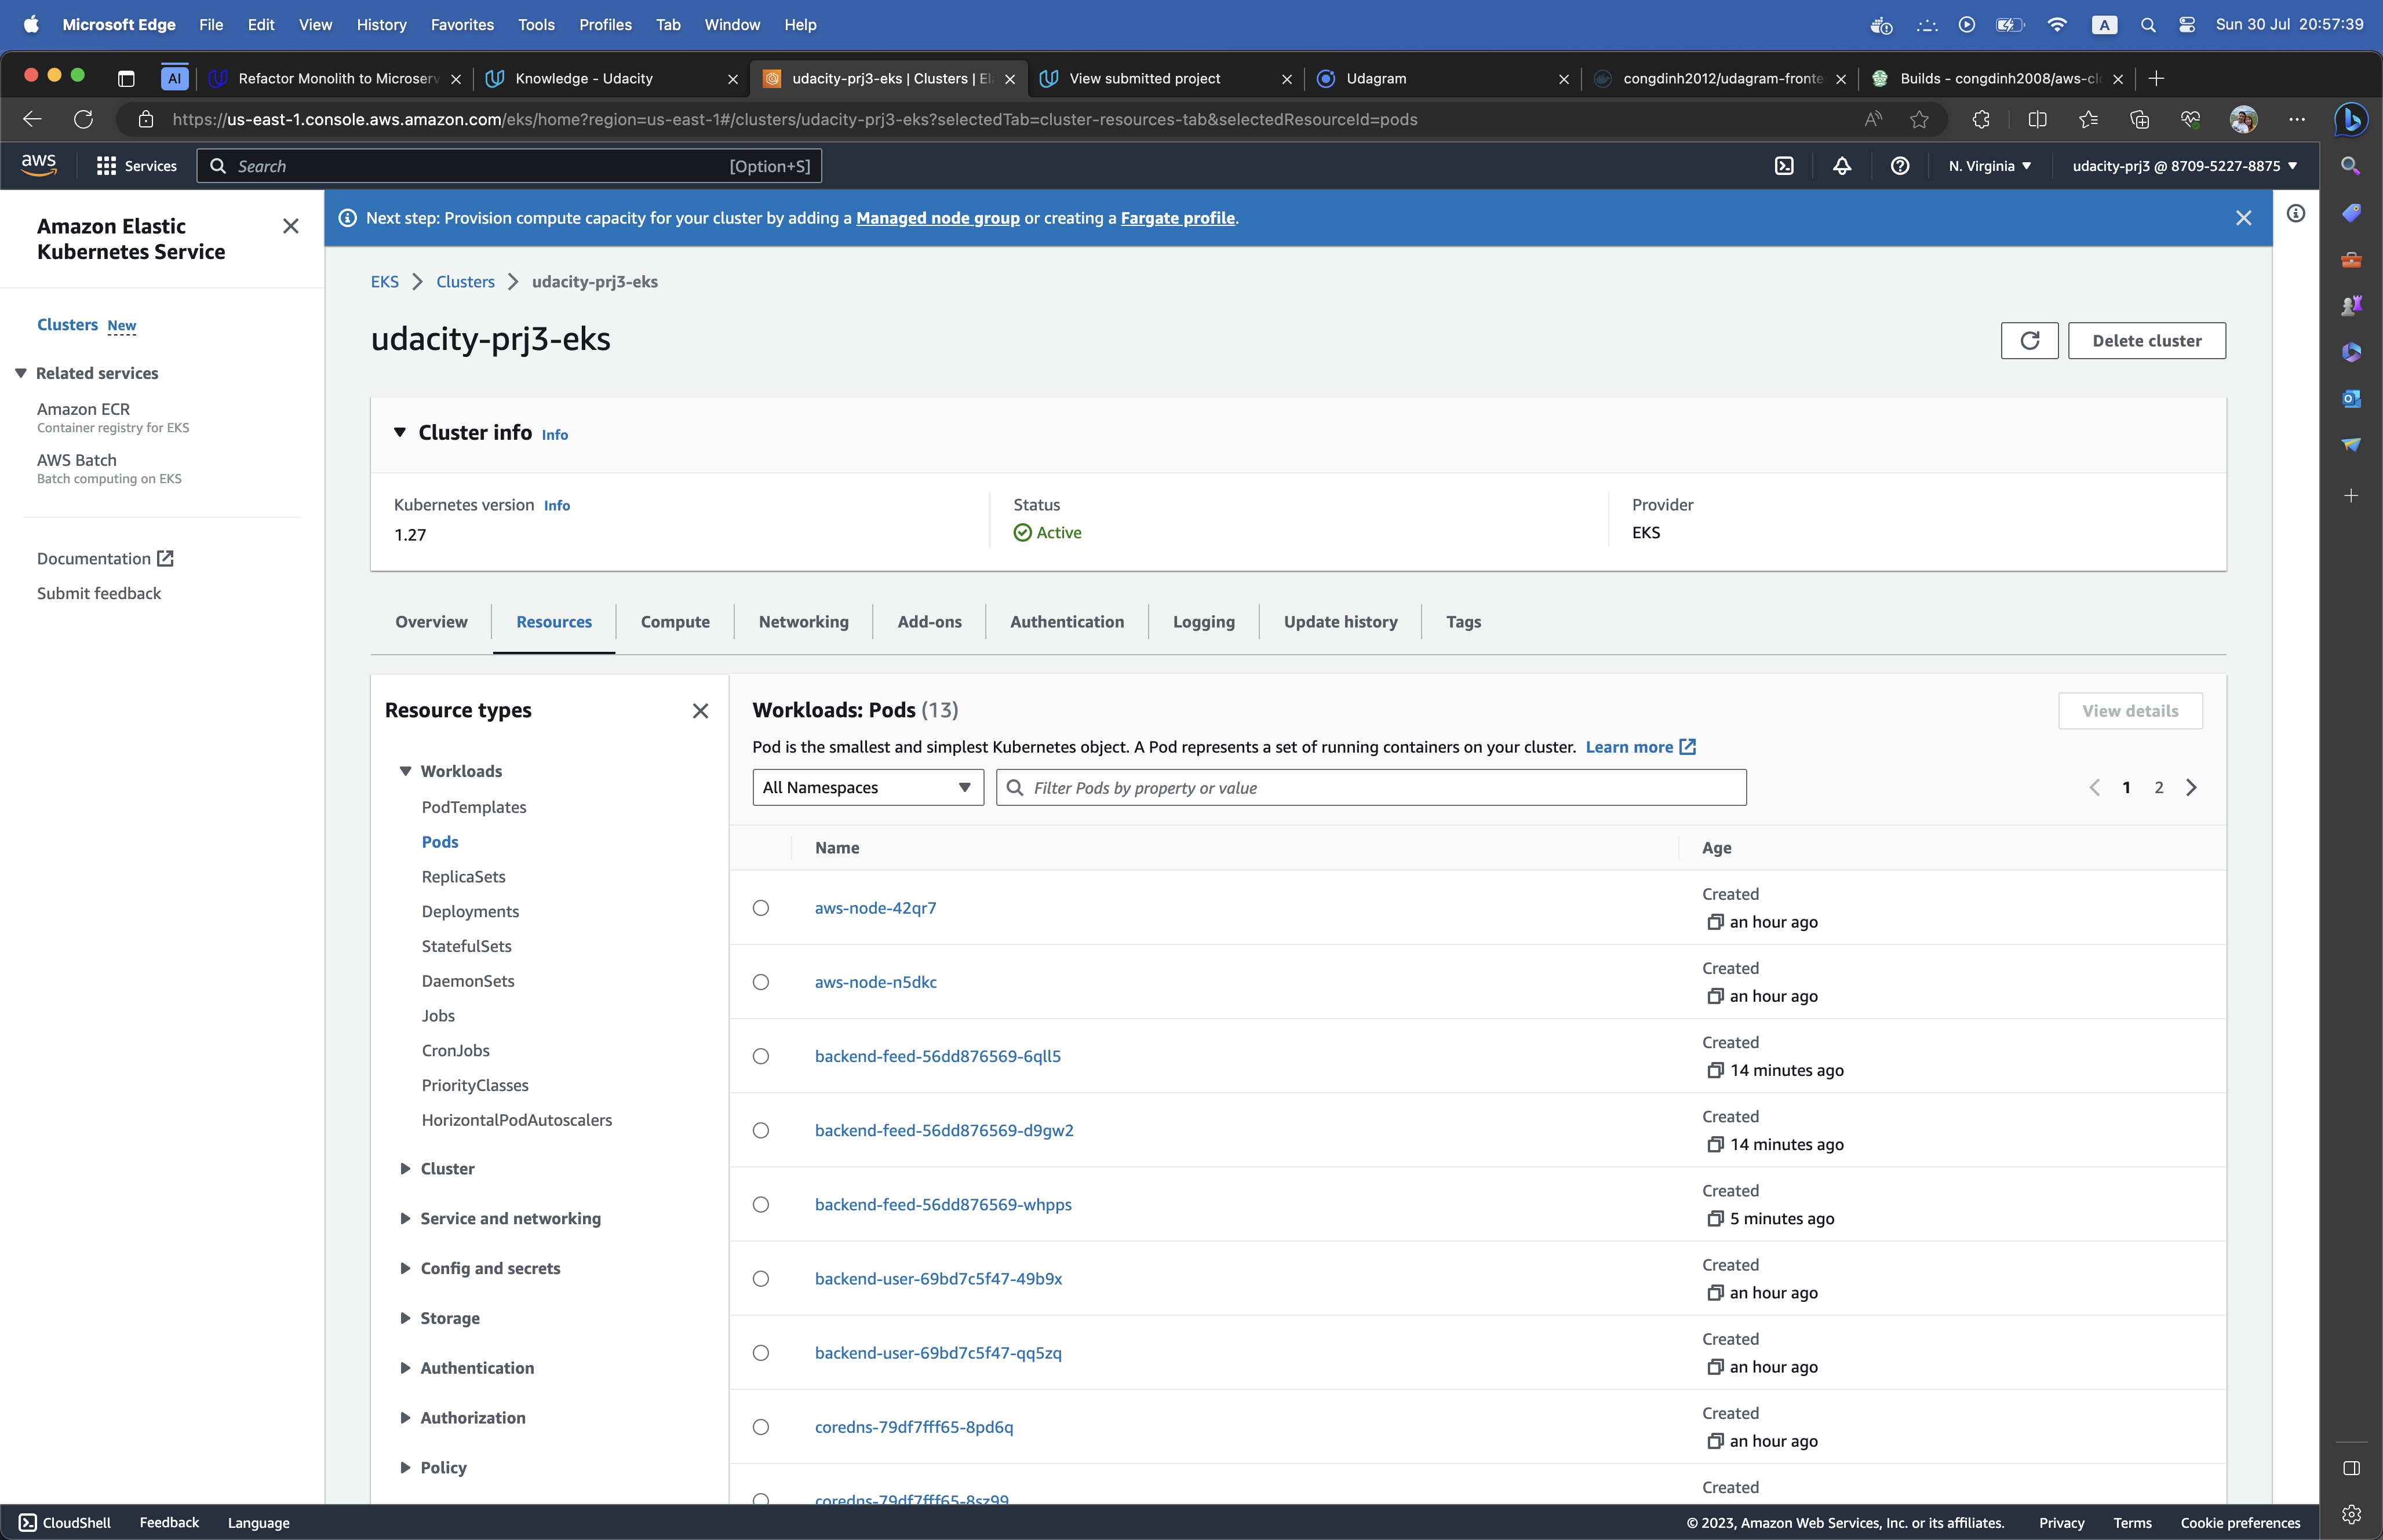 Microsoft Edge File Edit View History Favorites Tools Profiles Tab Window Help
A Sun 30 Jul 20:57:39
AI Refactor Monolith to Microserv Knowledge - Udacity udacity-prj3-eks | Clusters | El View submitted project Udagram congdinh2012/udagram-fronte Builds - congdinh2008/aws-cl
https://us-east-1.console.aws.amazon.com/eks/home?region=us-east-1#/clusters/udacity-prj3-eks?selectedTab=cluster-resources-tab&selectedResourceId=pods
aws Services Search [Option+S] N. Virginia udacity-prj3 @ 8709-5227-8875
Amazon Elastic
Kubernetes Service
Clusters New
Related services
Amazon ECR
Container registry for EKS
AWS Batch
Batch computing on EKS
Documentation
Submit feedback
Next step: Provision compute capacity for your cluster by adding a Managed node group or creating a Fargate profile.
EKS Clusters udacity-prj3-eks
udacity-prj3-eks
Delete cluster
Cluster info Info
Kubernetes version Info
1.27
Status
Active
Provider
EKS
Overview Resources Compute Networking Add-ons Authentication Logging Update history Tags
Resource types
Workloads
PodTemplates
Pods
ReplicaSets
Deployments
StatefulSets
DaemonSets
Jobs
CronJobs
PriorityClasses
HorizontalPodAutoscalers
Cluster
Service and networking
Config and secrets
Storage
Authentication
Authorization
Policy
Workloads: Pods (13)
View details
Pod is the smallest and simplest Kubernetes object. A Pod represents a set of running containers on your cluster. Learn more
All Namespaces
Filter Pods by property or value
1 2
Name Age
aws-node-42qr7
Created
an hour ago
aws-node-n5dkc
Created
an hour ago
backend-feed-56dd876569-6qll5
Created
14 minutes ago
backend-feed-56dd876569-d9gw2
Created
14 minutes ago
backend-feed-56dd876569-whpps
Created
5 minutes ago
backend-user-69bd7c5f47-49b9x
Created
an hour ago
backend-user-69bd7c5f47-qq5zq
Created
an hour ago
coredns-79df7fff65-8pd6q
Created
an hour ago
coredns-79df7fff65-8sz99
Created
CloudShell Feedback Language © 2023, Amazon Web Services, Inc. or its affiliates. Privacy Terms Cookie preferences